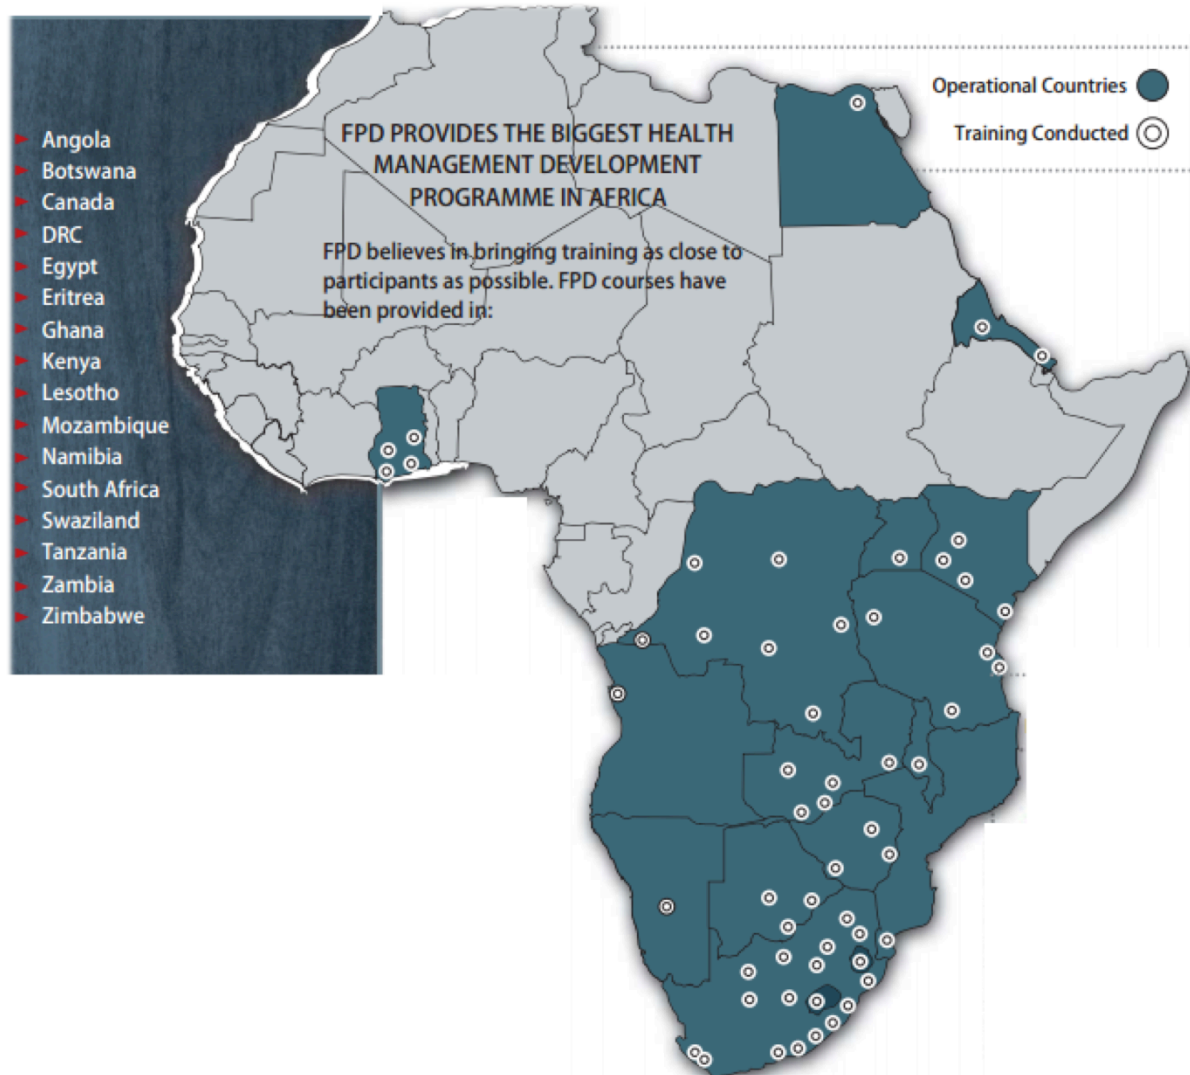 Operational Countries
Training Conducted
FPD PROVIDES THE BIGGEST HEALTH
MANAGEMENT DEVELOPMENT
PROGRAMME IN AFRICA
FPD believes in bringing training as close to
participants as possible. FPD courses have
been provided in:
Angola
Botswana
Canada
DRC
Egypt
Eritrea
Ghana
Kenya
Lesotho
Mozambique
Namibia
South Africa
Swaziland
Tanzania
Zambia
Zimbabwe